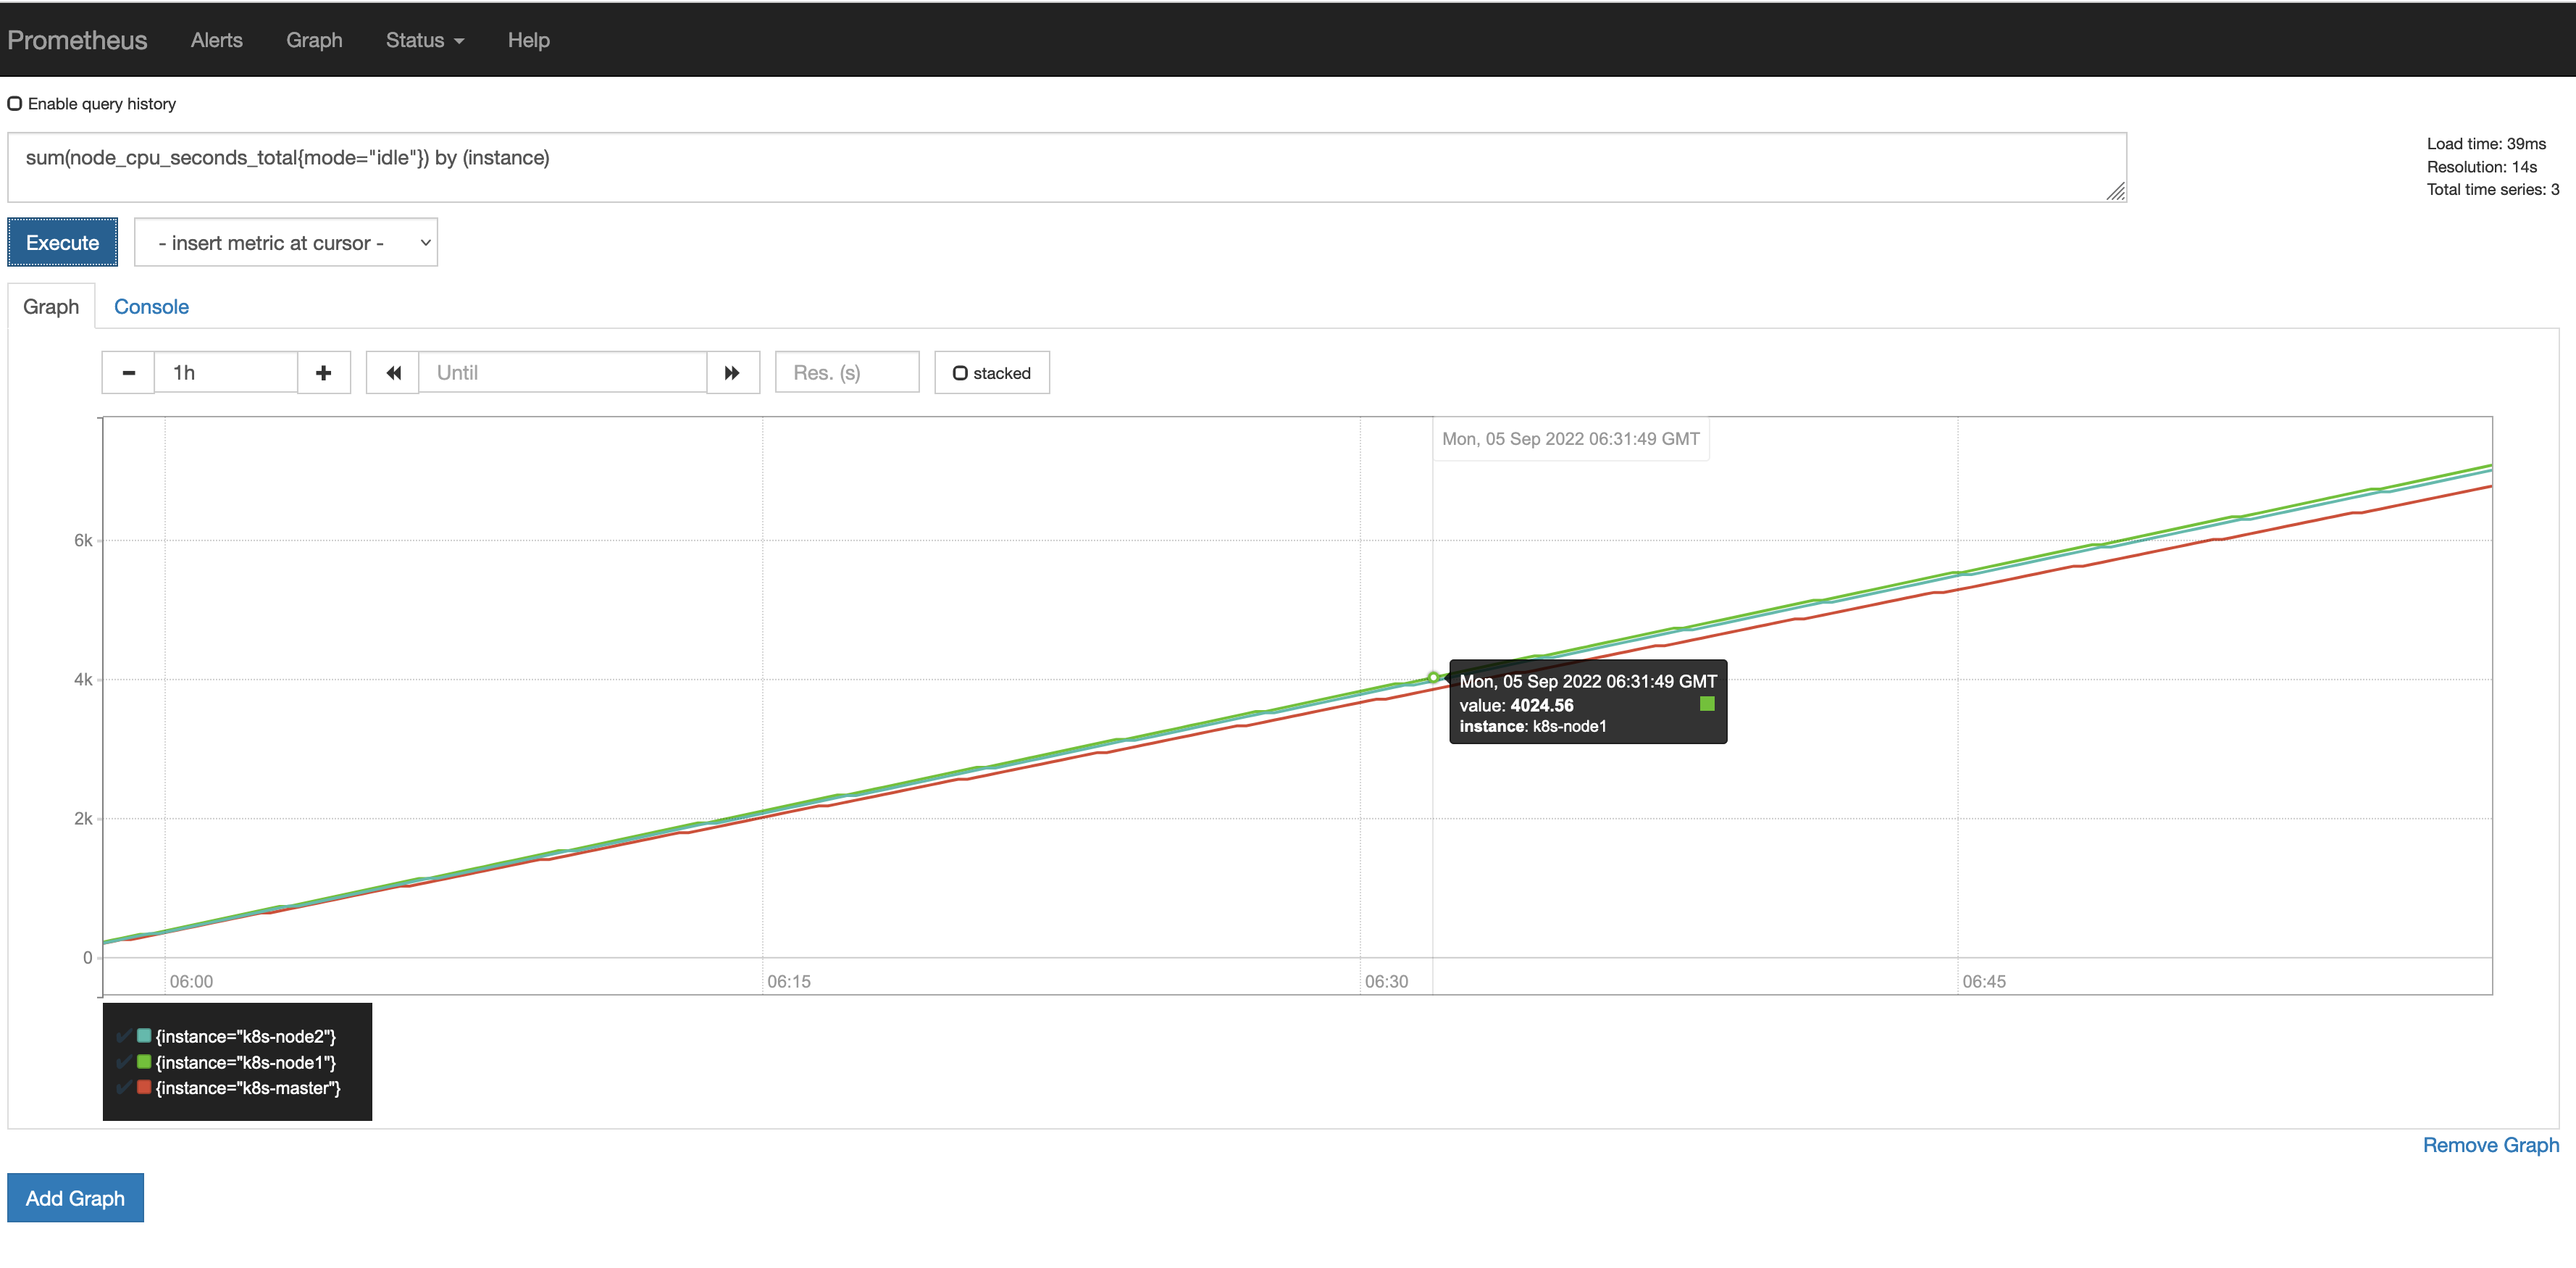 Prometheus Alerts Graph Status Help
Enable query history
sum(node_cpu_seconds_total{mode="idle"}) by (instance)
Load time: 39ms
Resolution: 14s
Total time series: 3
Execute - insert metric at cursor -
Graph Console
1h Until Res. (s) stacked
Mon, 05 Sep 2022 06:31:49 GMT
6k
4k
2k
0
Mon, 05 Sep 2022 06:31:49 GMT
value: 4024.56
instance: k8s-node1
06:00 06:15 06:30 06:45
{instance="k8s-node2"}
{instance="k8s-node1"}
{instance="k8s-master"}
Remove Graph
Add Graph